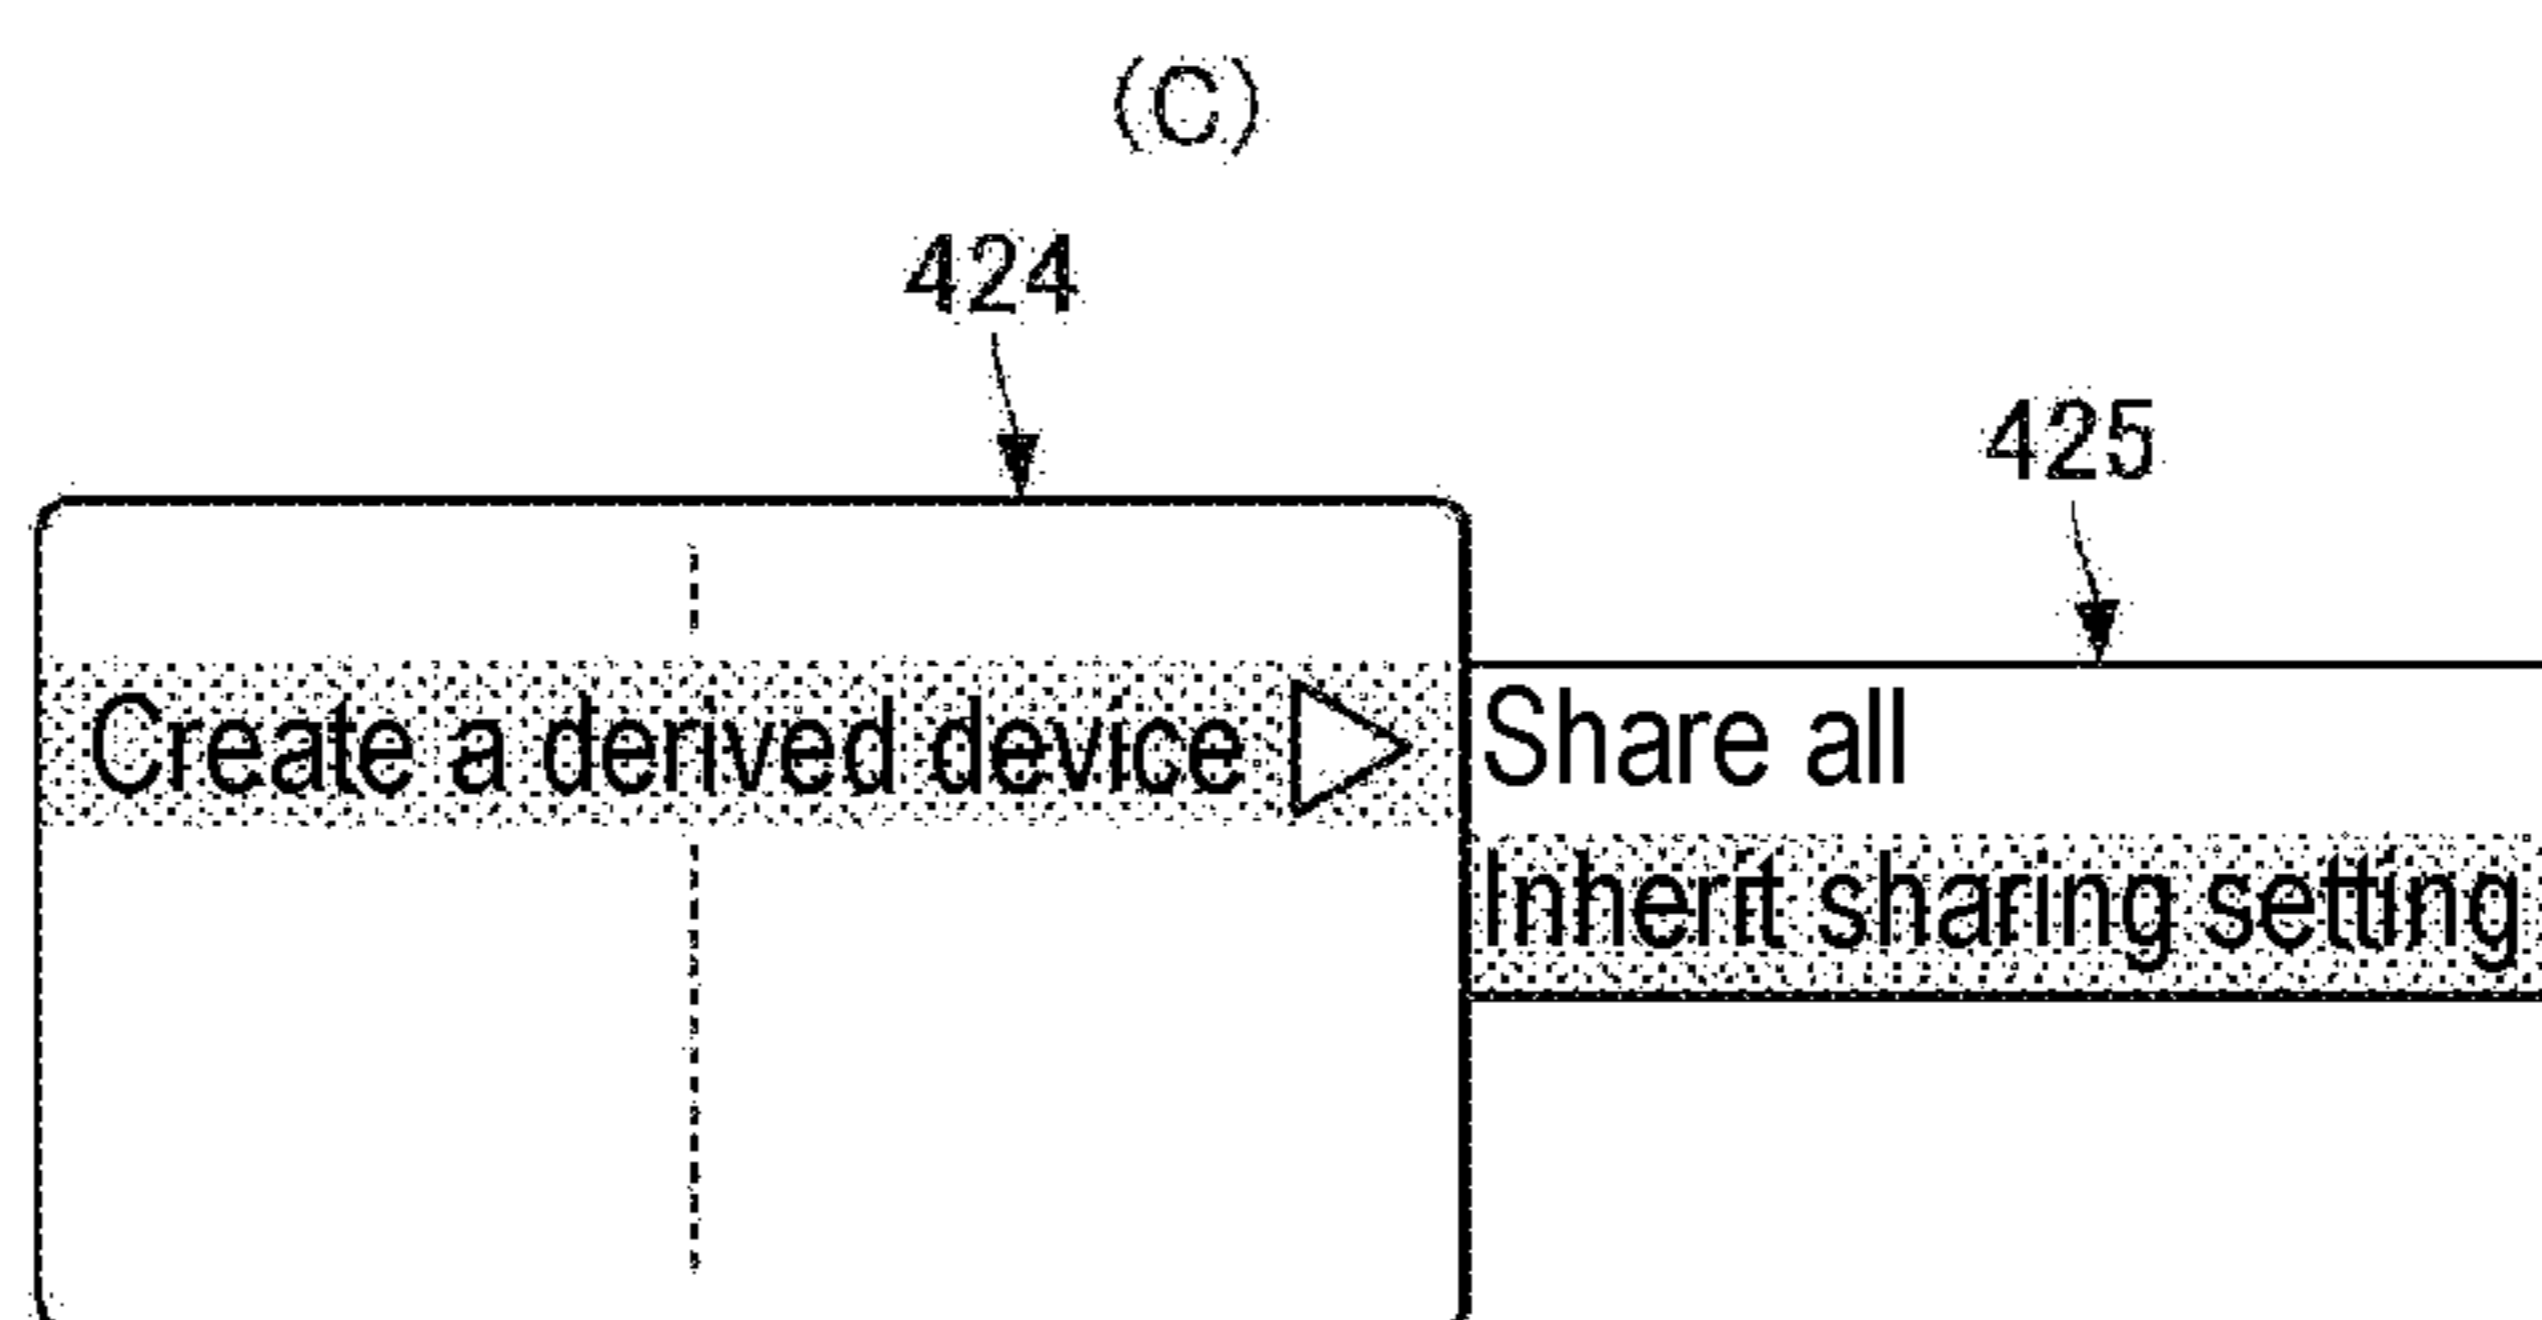 (C)
424
425
Create a derived device
Share all
Inherit sharing setting